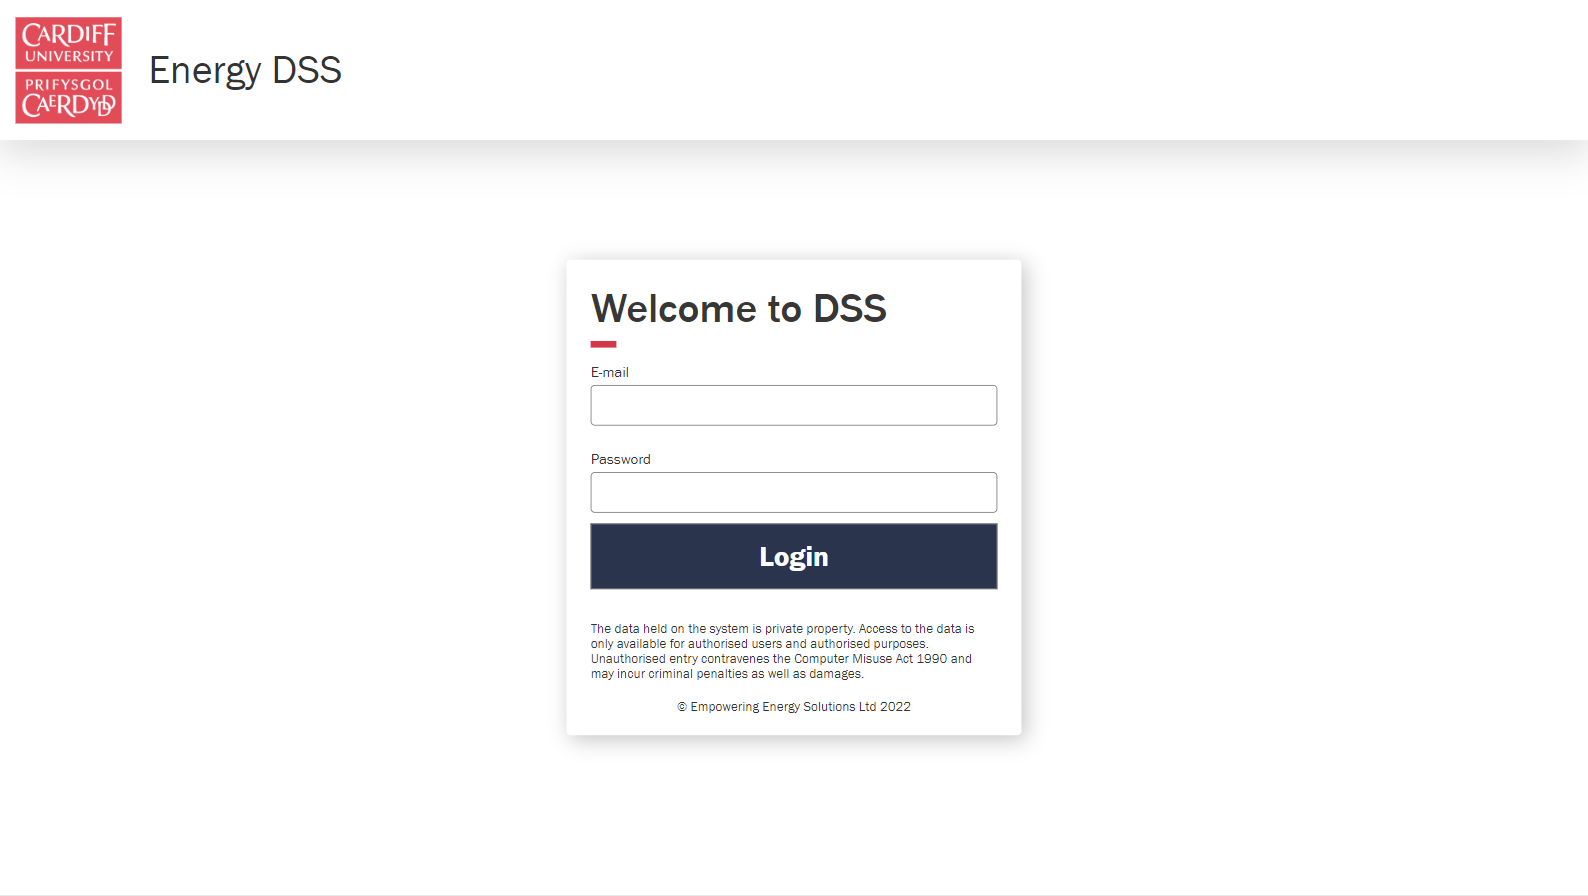 CARDIFF
UNIVERSITY
PRIFYSGOL
CAERDYDD
Energy DSS
Welcome to DSS
E-mail
Password
Login
The data held on the system is private property. Access to the data is
only available for authorised users and authorised purposes.
Unauthorised entry contravenes the Computer Misuse Act 1990 and
may incur criminal penalties as well as damages.
© Empowering Energy Solutions Ltd 2022